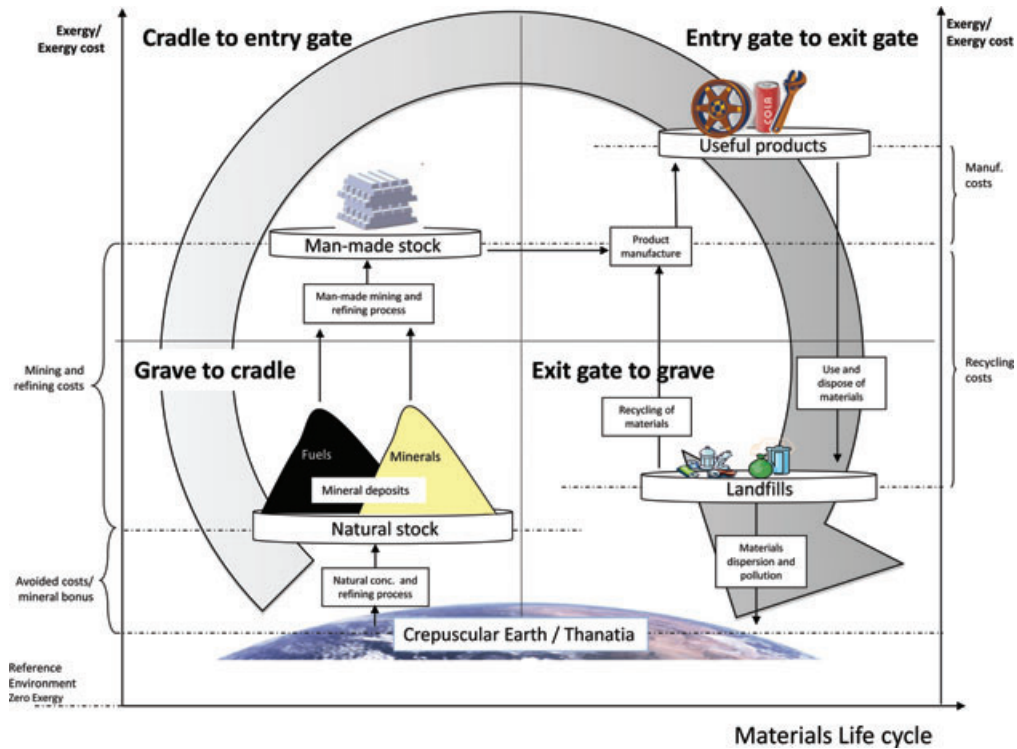 Exergy/
Exergy cost
Cradle to entry gate
Entry gate to exit gate
Exergy/
Exergy cost
COLA
Useful products
Manuf.
costs
Man-made stock
Product
manufacture
Man-made mining and
refining process
Mining and
refining costs
Grave to cradle
Exit gate to grave
Use and
dispose of
materials
Recycling
costs
Recycling of
materials
Fuels
Minerals
Mineral deposits
Landfills
Natural stock
Materials
dispersion and
pollution
Avoided costs/
mineral bonus
Natural conc. and
refining process
Crepuscular Earth / Thanatia
Reference
Environment
Zero Exergy
Materials Life cycle